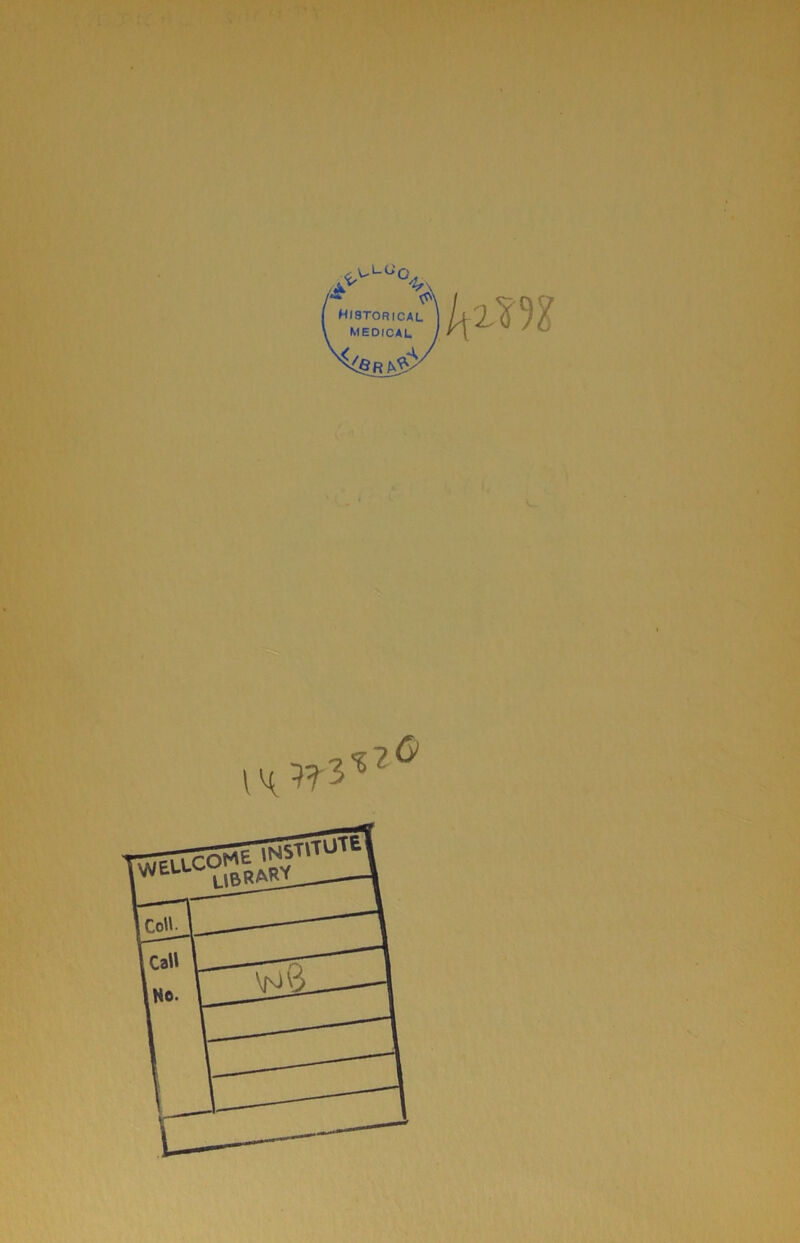 WELLCOME
HISTORICAL
MEDICAL
LIBRARY
42898
WELLCOME INSTITUTE
LIBRARY
Coll.
Call
No.
WB